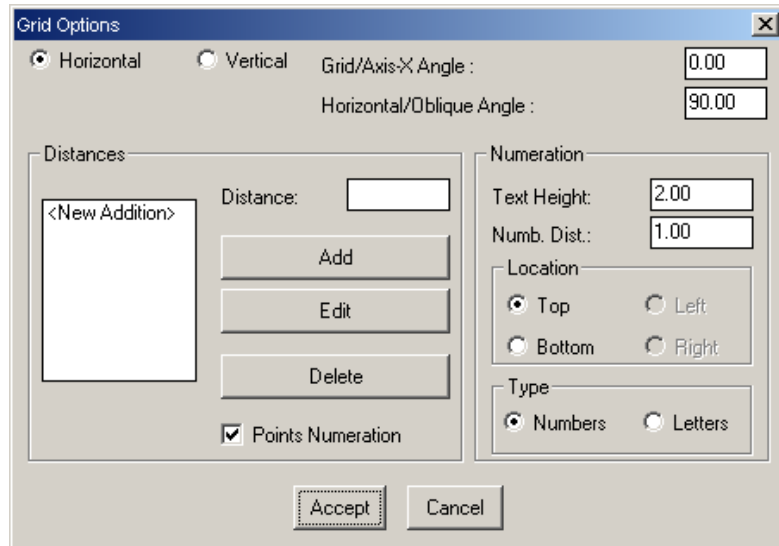 Grid Options
Horizontal
Vertical
Grid/Axis-X Angle :
0.00
Horizontal/Oblique Angle :
90.00
Distances
<New Addition>
Distance:
Add
Edit
Delete
Points Numeration
Numeration
Text Height:
2.00
Numb. Dist.:
1.00
Location
Top
Left
Bottom
Right
Type
Numbers
Letters
Accept
Cancel